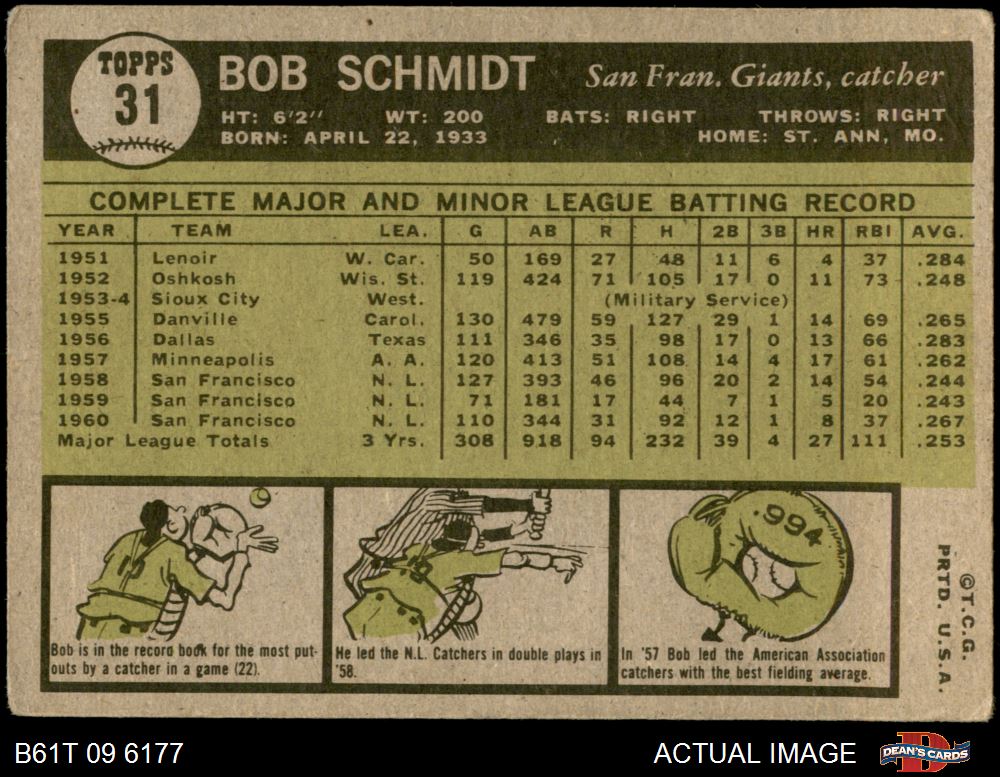 TOPPS
31
BOB SCHMIDT San Fran. Giants, catcher
HT: 6'2'' WT: 200 BATS: RIGHT THROWS: RIGHT
BORN: APRIL 22, 1933 HOME: ST. ANN, MO.
COMPLETE MAJOR AND MINOR LEAGUE BATTING RECORD
YEAR TEAM LEA. G AB R H 2B 3B HR RBI AVG.
1951 Lenoir W. Car. 50 169 27 48 11 6 4 37 .284
1952 Oshkosh Wis. St. 119 424 71 105 17 0 11 73 .248
1953-4 Sioux City West. (Military Service)
1955 Danville Carol. 130 479 59 127 29 1 14 69 .265
1956 Dallas Texas 111 346 35 98 17 0 13 66 .283
1957 Minneapolis A. A. 120 413 51 108 14 4 17 61 .262
1958 San Francisco N. L. 127 393 46 96 20 2 14 54 .244
1959 San Francisco N. L. 71 181 17 44 7 1 5 20 .243
1960 San Francisco N. L. 110 344 31 92 12 1 8 37 .267
Major League Totals 3 Yrs. 308 918 94 232 39 4 27 111 .253
Bob is in the record book for the most put-
outs by a catcher in a game (22).
He led the N.L. Catchers in double plays in
'58.
.994
In '57 Bob led the American Association
catchers with the best fielding average.
©T.C.G.
PRTD. U.S.A.
B61T 09 6177 ACTUAL IMAGE DEAN'S CARDS